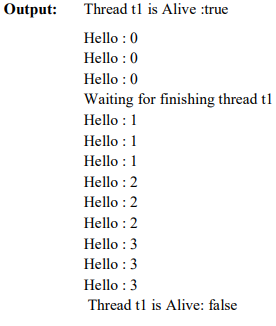 Output: Thread t1 is Alive :true
Hello : 0
Hello : 0
Hello : 0
Waiting for finishing thread t1
Hello : 1
Hello : 1
Hello : 1
Hello : 2
Hello : 2
Hello : 2
Hello : 3
Hello : 3
Hello : 3
Thread t1 is Alive: false